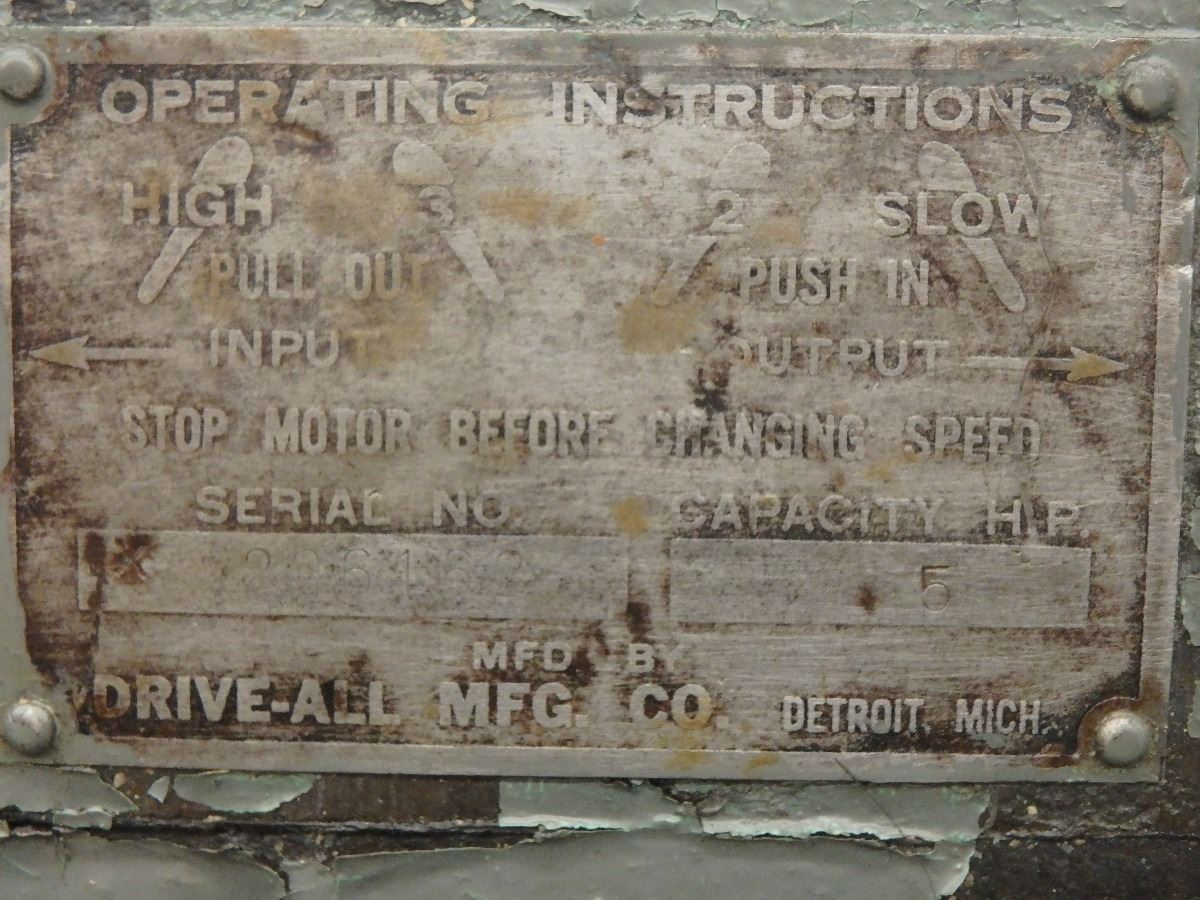 OPERATING INSTRUCTIONS
HIGH 3 2 SLOW
PULL OUT PUSH IN
INPUT OUTPUT
STOP MOTOR BEFORE CHANGING SPEED
SERIAL NO. CAPACITY H.P.
5
MFD BY
DRIVE-ALL MFG. CO. DETROIT, MICH.